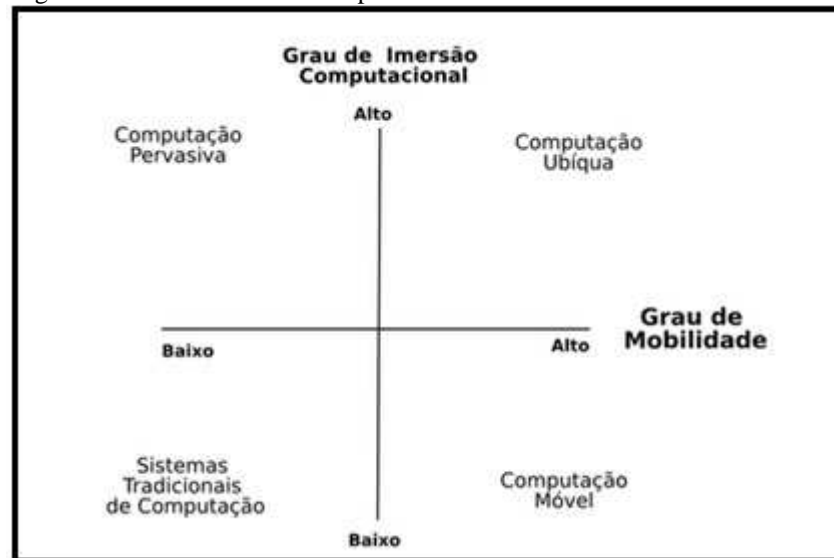 Grau de Imersão
Computacional
Alto
Computação
Pervasiva
Computação
Ubíqua
Grau de
Mobilidade
Baixo
Alto
Sistemas
Tradicionais
de Computação
Computação
Móvel
Baixo